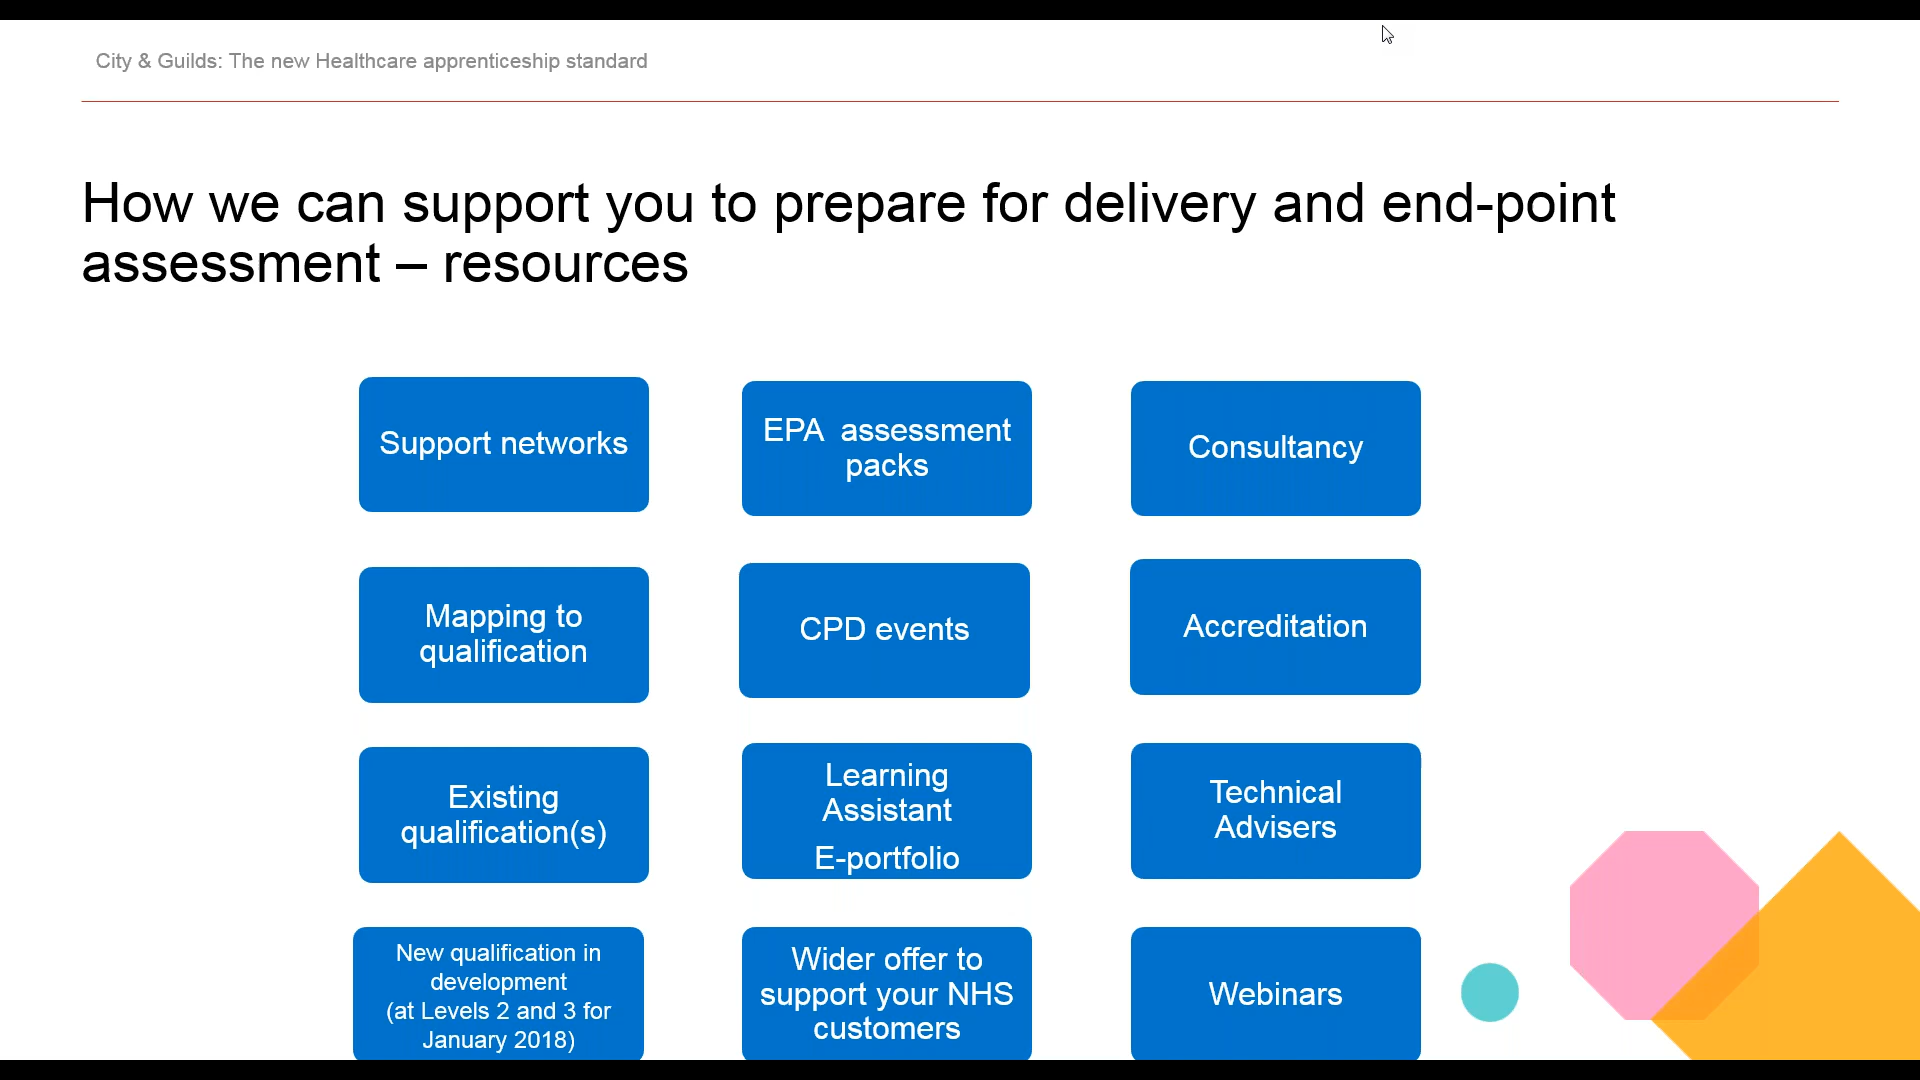 City & Guilds: The new Healthcare apprenticeship standard
How we can support you to prepare for delivery and end-point
assessment – resources
Support networks
EPA  assessment
packs
Consultancy
Mapping to
qualification
CPD events
Accreditation
Existing
qualification(s)
Learning
Assistant
E-portfolio
Technical
Advisers
New qualification in
development
(at Levels 2 and 3 for
January 2018)
Wider offer to
support your NHS
customers
Webinars